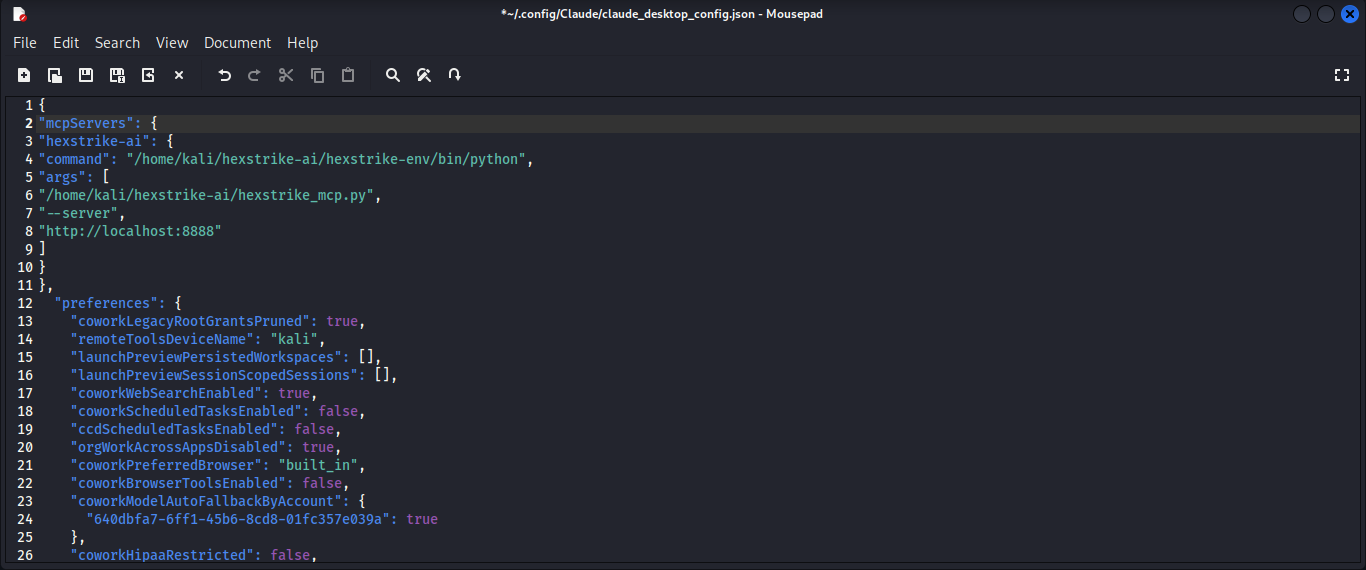 *~/.config/Claude/claude_desktop_config.json - Mousepad
File Edit Search View Document Help
1 {
2 "mcpServers": {
3 "hexstrike-ai": {
4 "command": "/home/kali/hexstrike-ai/hexstrike-env/bin/python",
5 "args": [
6 "/home/kali/hexstrike-ai/hexstrike_mcp.py",
7 "--server",
8 "http://localhost:8888"
9 ]
10 }
11 },
12 "preferences": {
13 "coworkLegacyRootGrantsPruned": true,
14 "remoteToolsDeviceName": "kali",
15 "launchPreviewPersistedWorkspaces": [],
16 "launchPreviewSessionScopedSessions": [],
17 "coworkWebSearchEnabled": true,
18 "coworkScheduledTasksEnabled": false,
19 "ccdScheduledTasksEnabled": false,
20 "orgWorkAcrossAppsDisabled": true,
21 "coworkPreferredBrowser": "built_in",
22 "coworkBrowserToolsEnabled": false,
23 "coworkModelAutoFallbackByAccount": {
24 "640dbfa7-6ff1-45b6-8cd8-01fc357e039a": true
25 },
26 "coworkHipaaRestricted": false,